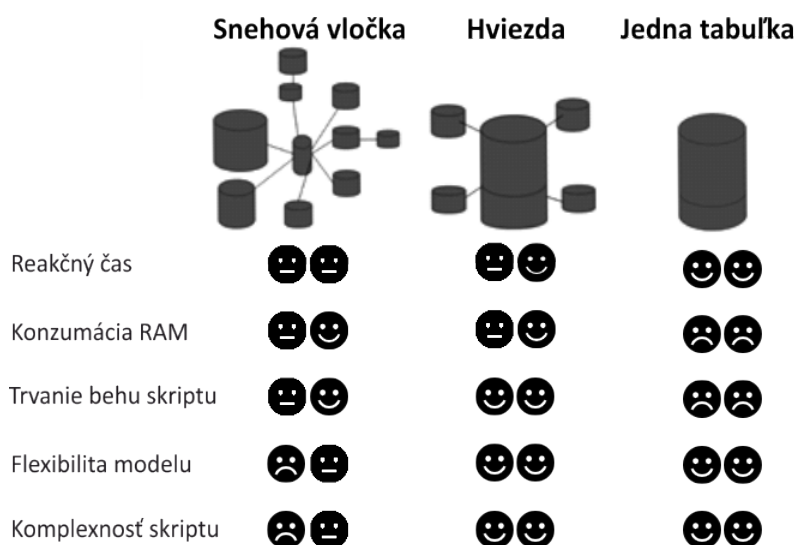 Snehová vločka Hviezda Jedna tabuľka
Reakčný čas
Konzumácia RAM
Trvanie behu skriptu
Flexibilita modelu
Komplexnosť skriptu